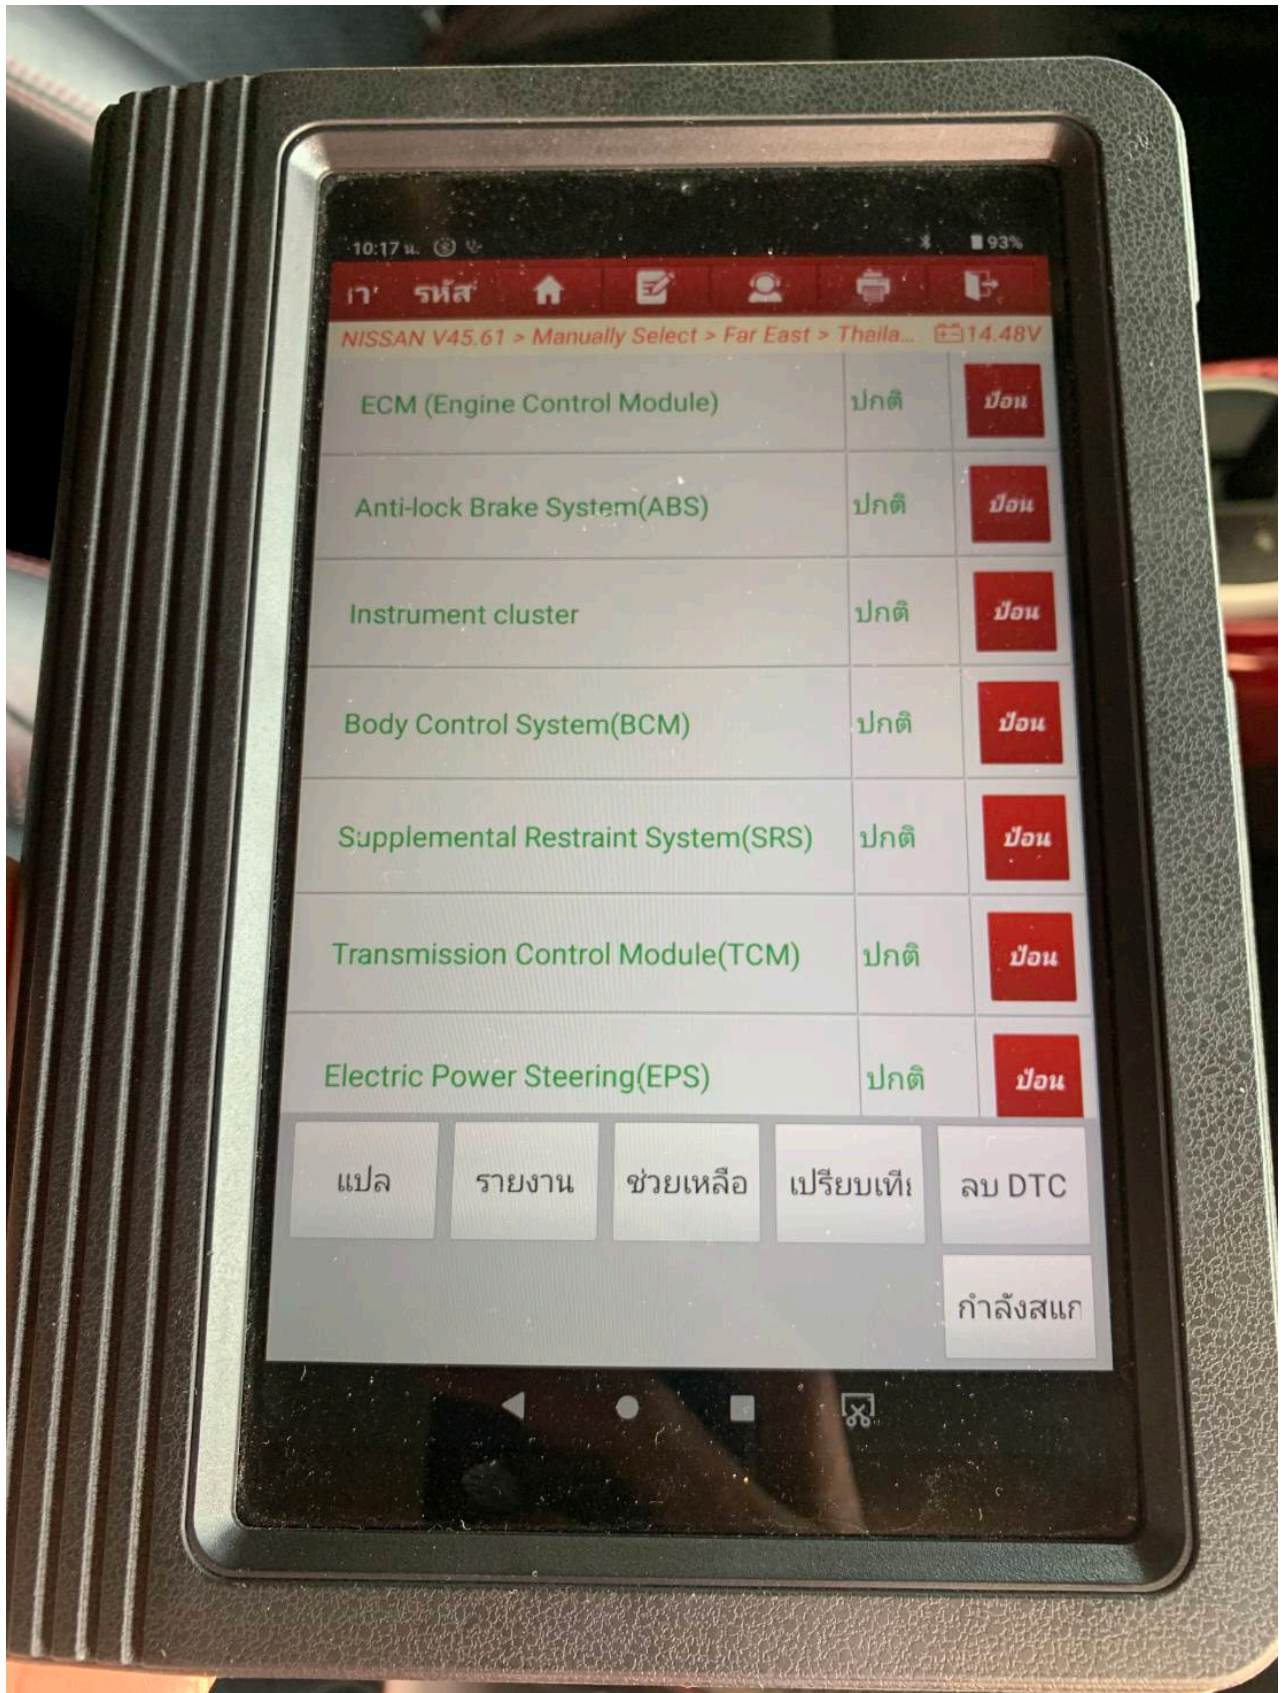 10:17 น. 93%
รหัส
NISSAN V45.61 > Manually Select > Far East > Thaila... 14.48V
ECM (Engine Control Module) ปกติ ป้อน
Anti-lock Brake System(ABS) ปกติ ป้อน
Instrument cluster ปกติ ป้อน
Body Control System(BCM) ปกติ ป้อน
Supplemental Restraint System(SRS) ปกติ ป้อน
Transmission Control Module(TCM) ปกติ ป้อน
Electric Power Steering(EPS) ปกติ ป้อน
แปล รายงาน ช่วยเหลือ เปรียบเทีย ลบ DTC
กำลังสแก